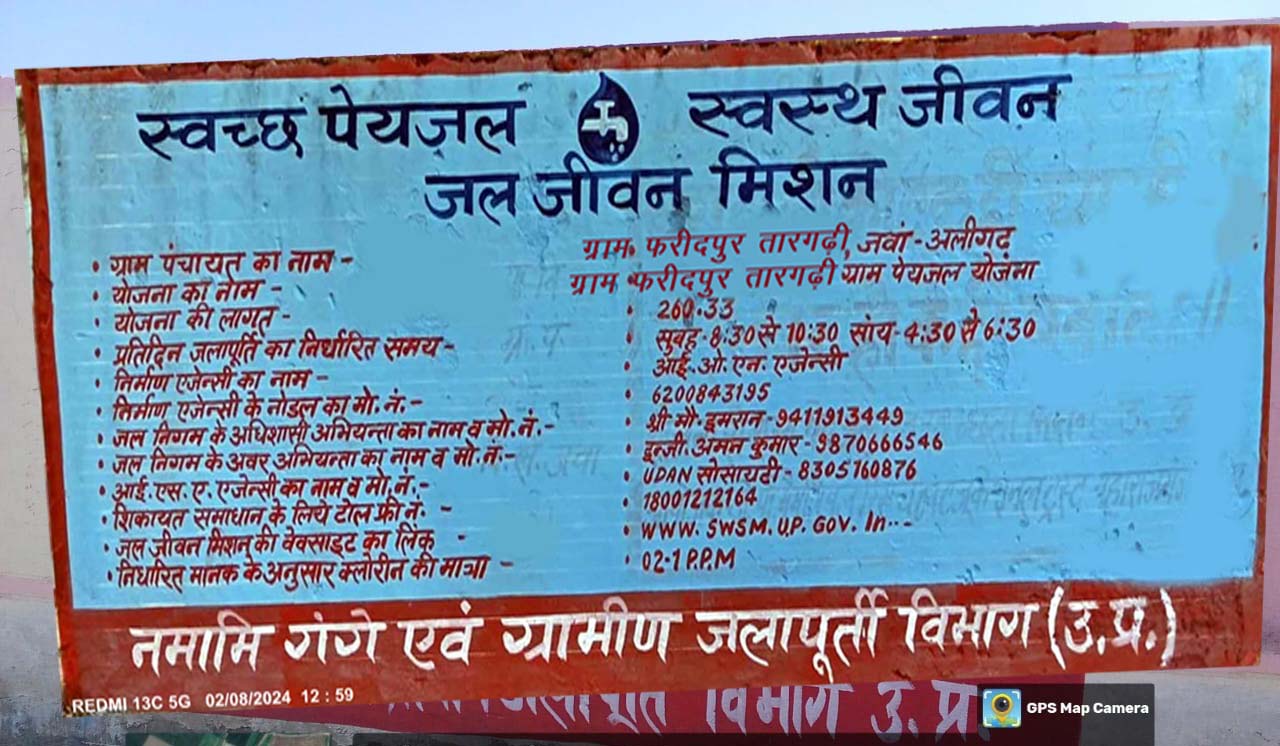 स्वच्छ पेयजल स्वस्थ जीवन
जल जीवन मिशन
• ग्राम पंचायत का नाम - ग्राम फरीदपुर तारगढ़ी, जवां-अलीगढ़
• योजना का नाम - ग्राम फरीदपुर तारगढ़ी ग्राम पेयजल योजना
• योजना की लागत - • 260.33
• प्रतिदिन जलापूर्ति का निर्धारित समय - • सुबह-8:30 से 10:30 सांय-4:30 से 6:30
• निर्माण एजेन्सी का नाम - • आई.ओ.एन. एजेन्सी
• निर्माण एजेन्सी के नोडल का मो. नं.- • 6200843195
• जल निगम के अधिशासी अभियन्ता का नाम व मो. नं.- • श्री मौ. इमरान-9411913449
• जल निगम के अवर अभियन्ता का नाम व मो. नं.- • इन्जी. अमन कुमार-9870666546
• आई.एस.ए. एजेन्सी का नाम व मो. नं.- • UDAN सोसायटी-8305760876
• शिकायत समाधान के लिये टोल फ्री नं. - • 18001212164
• जल जीवन मिशन की वेवसाइट का लिंक - • WWW. SWSM.UP. GOV. In..-
• निर्धारित मानक के अनुसार क्लोरीन की मात्रा - • 02-1 P.P.M
नमामि गंगे एवं ग्रामीण जलापूर्ती विभाग (उ.प्र.)
REDMI 13C 5G 02/08/2024 12:59
विभाग उ.प्र.
GPS Map Camera